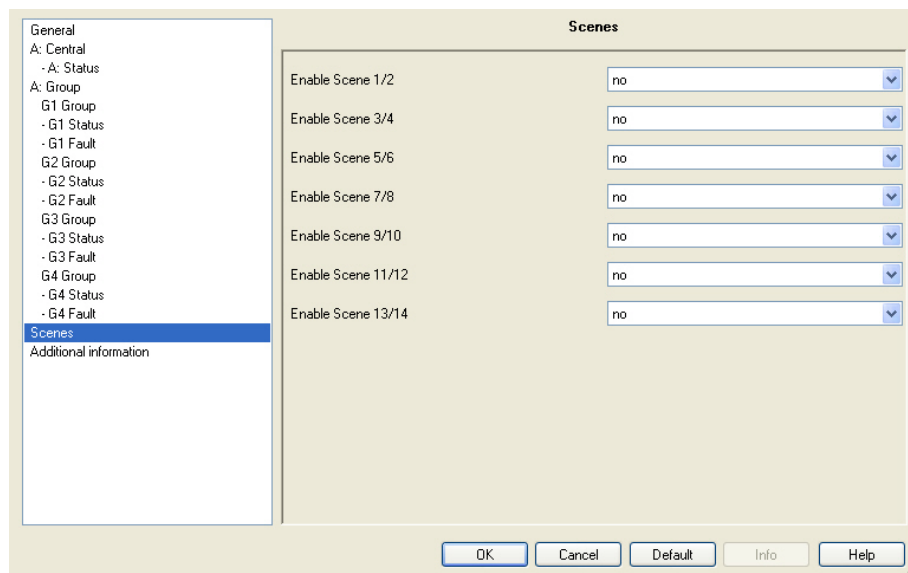 General
A: Central
- A: Status
A: Group
G1 Group
- G1 Status
- G1 Fault
G2 Group
- G2 Status
- G2 Fault
G3 Group
- G3 Status
- G3 Fault
G4 Group
- G4 Status
- G4 Fault
Scenes
Additional information
Scenes
Enable Scene 1/2 no
Enable Scene 3/4 no
Enable Scene 5/6 no
Enable Scene 7/8 no
Enable Scene 9/10 no
Enable Scene 11/12 no
Enable Scene 13/14 no
OK Cancel Default Info Help